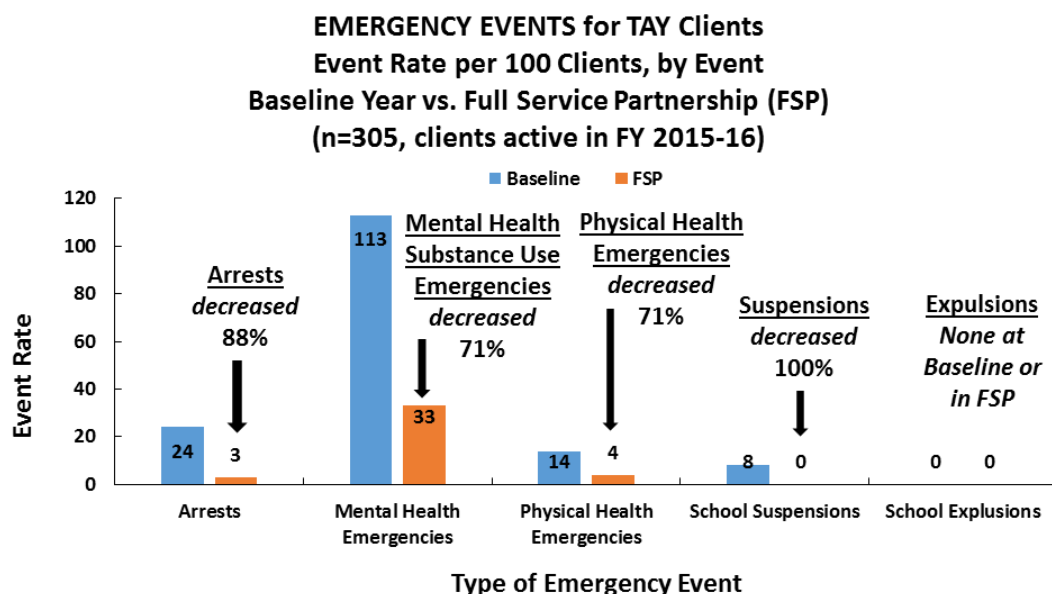 EMERGENCY EVENTS for TAY Clients
Event Rate per 100 Clients, by Event
Baseline Year vs. Full Service Partnership (FSP)
(n=305, clients active in FY 2015-16)
Baseline
FSP
Event Rate
120
100
80
60
40
20
0
Arrests
decreased
88%
Mental Health
Substance Use
Emergencies
decreased
71%
Physical Health
Emergencies
decreased
71%
Suspensions
decreased
100%
Expulsions
None at
Baseline or
in FSP
24
3
113
33
14
4
8
0
0
0
Arrests
Mental Health
Emergencies
Physical Health
Emergencies
School Suspensions
School Explusions
Type of Emergency Event